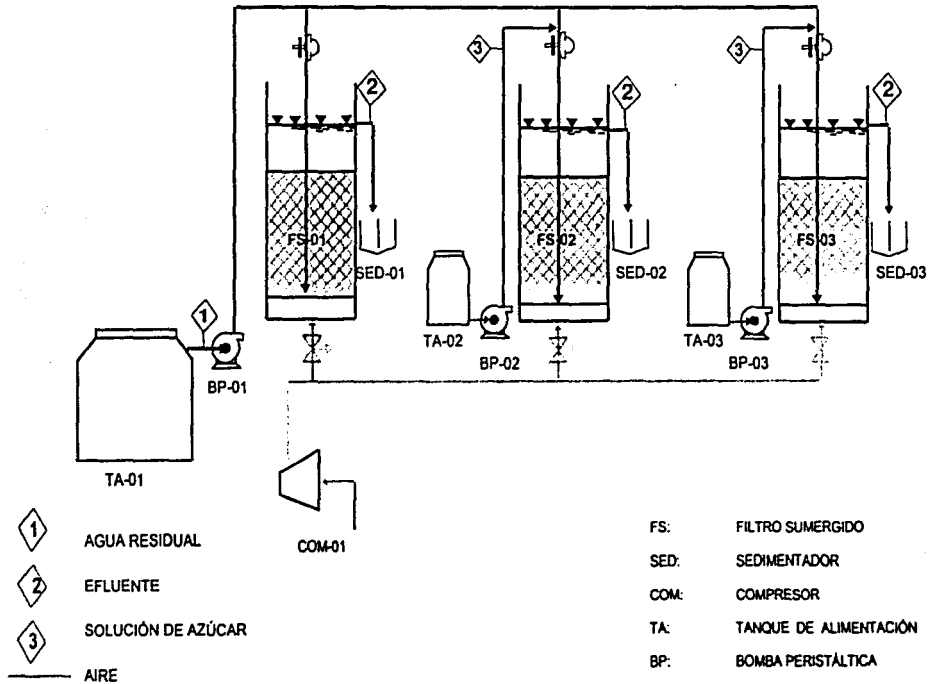 3
3
2
2
2
FS-01
FS-02
FS-03
SED-01
SED-02
SED-03
1
TA-02
TA-03
BP-01
BP-02
BP-03
TA-01
COM-01
1 AGUA RESIDUAL
2 EFLUENTE
3 SOLUCIÓN DE AZÚCAR
AIRE
FS: FILTRO SUMERGIDO
SED: SEDIMENTADOR
COM: COMPRESOR
TA: TANQUE DE ALIMENTACIÓN
BP: BOMBA PERISTÁLTICA